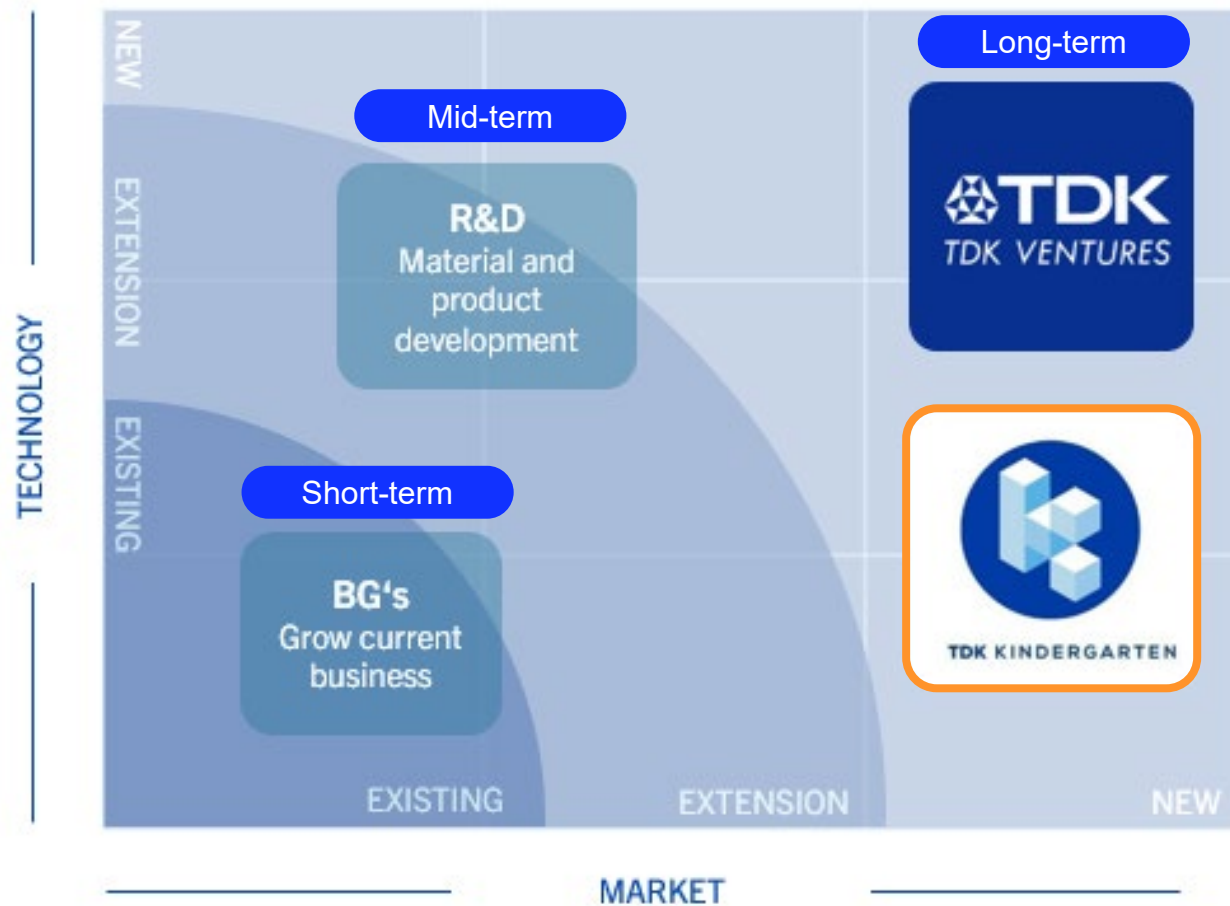 NEW
Long-term
Mid-term
TDK
TDK VENTURES
R&D
Material and
product
development
EXTENSION
TECHNOLOGY
EXISTING
Short-term
BG‘s
Grow current
business
TDK KINDERGARTEN
EXISTING
EXTENSION
NEW
MARKET